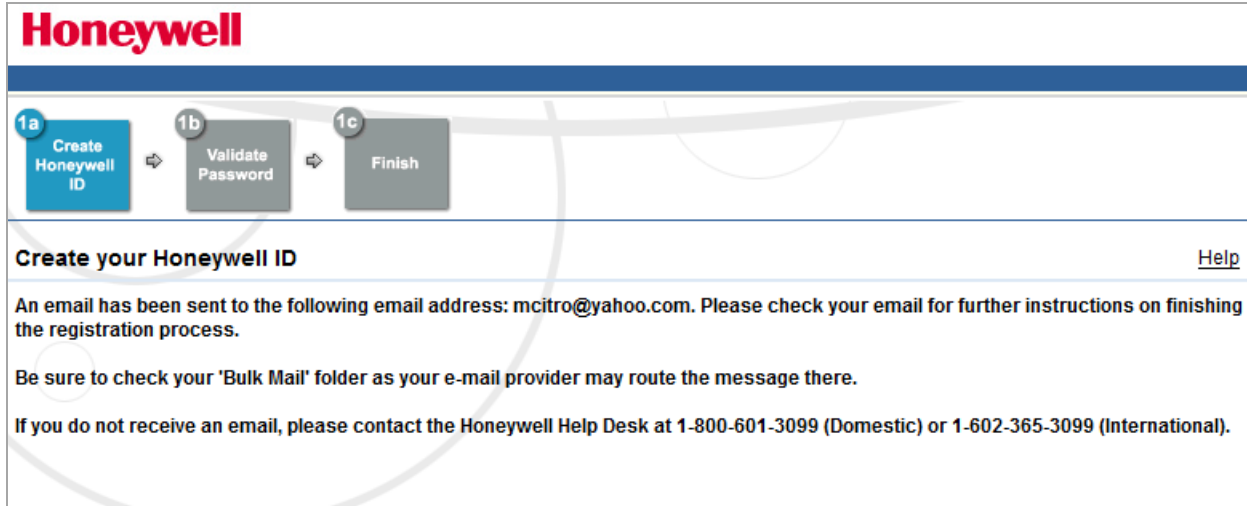 Honeywell
1a
Create
Honeywell
ID
1b
Validate
Password
1c
Finish
Create your Honeywell ID
Help
An email has been sent to the following email address: mcitro@yahoo.com. Please check your email for further instructions on finishing
the registration process.
Be sure to check your 'Bulk Mail' folder as your e-mail provider may route the message there.
If you do not receive an email, please contact the Honeywell Help Desk at 1-800-601-3099 (Domestic) or 1-602-365-3099 (International).